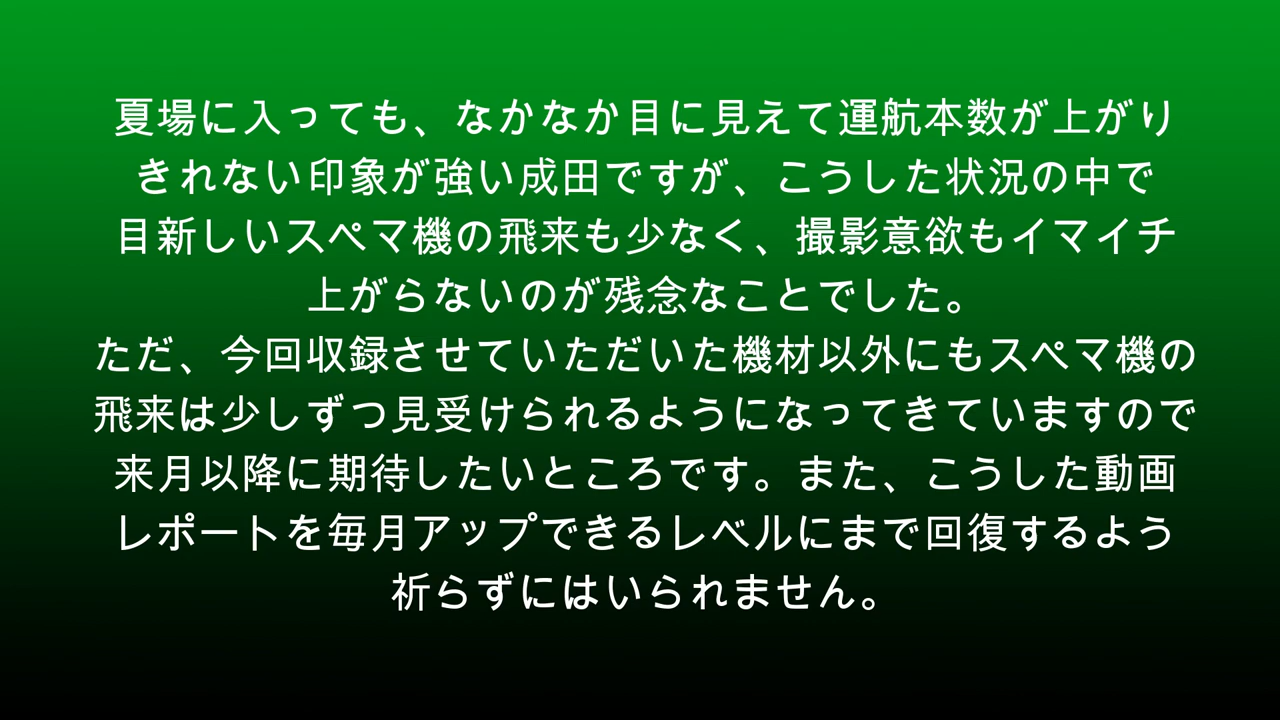 夏場に入っても、なかなか目に見えて運航本数が上がり
きれない印象が強い成田ですが、こうした状況の中で
目新しいスペマ機の飛来も少なく、撮影意欲もイマイチ
上がらないのが残念なことでした。
ただ、今回収録させていただいた機材以外にもスペマ機の
飛来は少しずつ見受けられるようになってきていますので
来月以降に期待したいところです。また、こうした動画
レポートを毎月アップできるレベルにまで回復するよう
祈らずにはいられません。